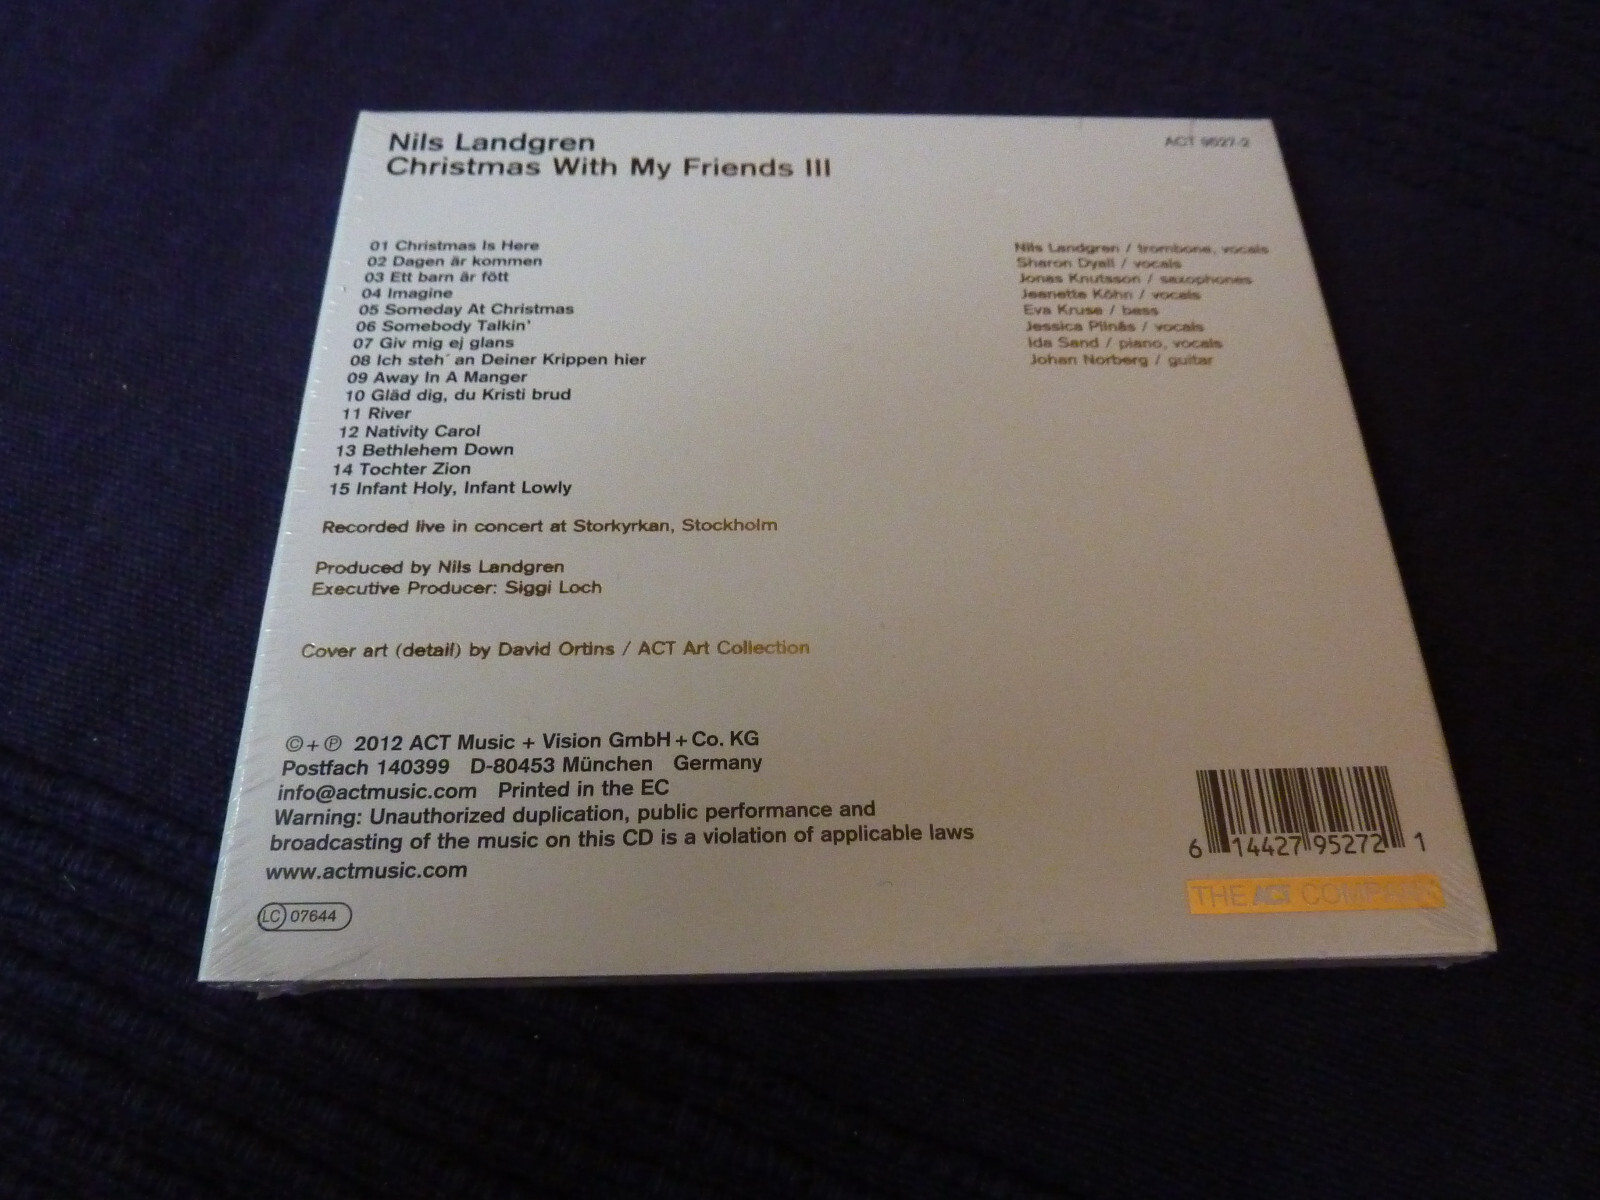 Nils Landgren
Christmas With My Friends III
ACT 9527-2
01 Christmas Is Here
02 Dagen är kommen
03 Ett barn är fött
04 Imagine
05 Someday At Christmas
06 Somebody Talkin'
07 Giv mig ej glans
08 Ich steh´ an Deiner Krippen hier
09 Away In A Manger
10 Gläd dig, du Kristi brud
11 River
12 Nativity Carol
13 Bethlehem Down
14 Tochter Zion
15 Infant Holy, Infant Lowly
Nils Landgren / trombone, vocals
Sharon Dyall / vocals
Jonas Knutsson / saxophones
Jeanette Köhn / vocals
Eva Kruse / bass
Jessica Pilnäs / vocals
Ida Sand / piano, vocals
Johan Norberg / guitar
Recorded live in concert at Storkyrkan, Stockholm
Produced by Nils Landgren
Executive Producer: Siggi Loch
Cover art (detail) by David Ortins / ACT Art Collection
©+℗ 2012 ACT Music + Vision GmbH+Co. KG
Postfach 140399 D-80453 München Germany
info@actmusic.com Printed in the EC
Warning: Unauthorized duplication, public performance and
broadcasting of the music on this CD is a violation of applicable laws
www.actmusic.com
LC 07644
6 14427 95272 1
THE ACT COMPANY